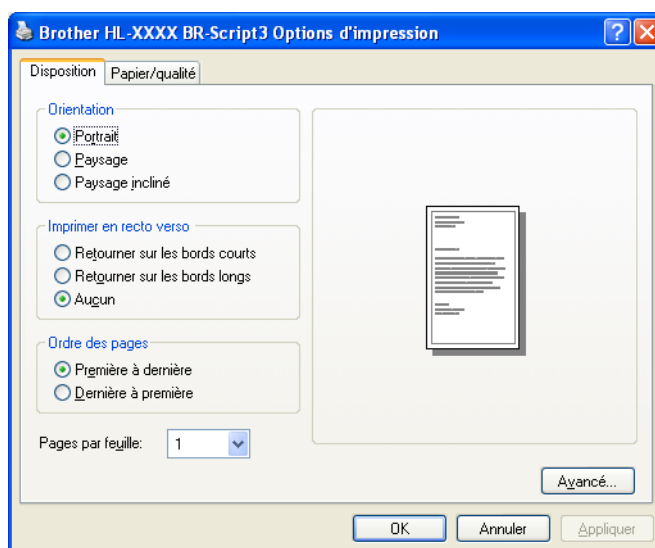 Brother HL-XXXX BR-Script3 Options d'impression
Disposition
Papier/qualité
Orientation
Portrait
Paysage
Paysage incliné
Imprimer en recto verso
Retourner sur les bords courts
Retourner sur les bords longs
Aucun
Ordre des pages
Première à dernière
Dernière à première
Pages par feuille: 1
Avancé...
OK
Annuler
Appliquer